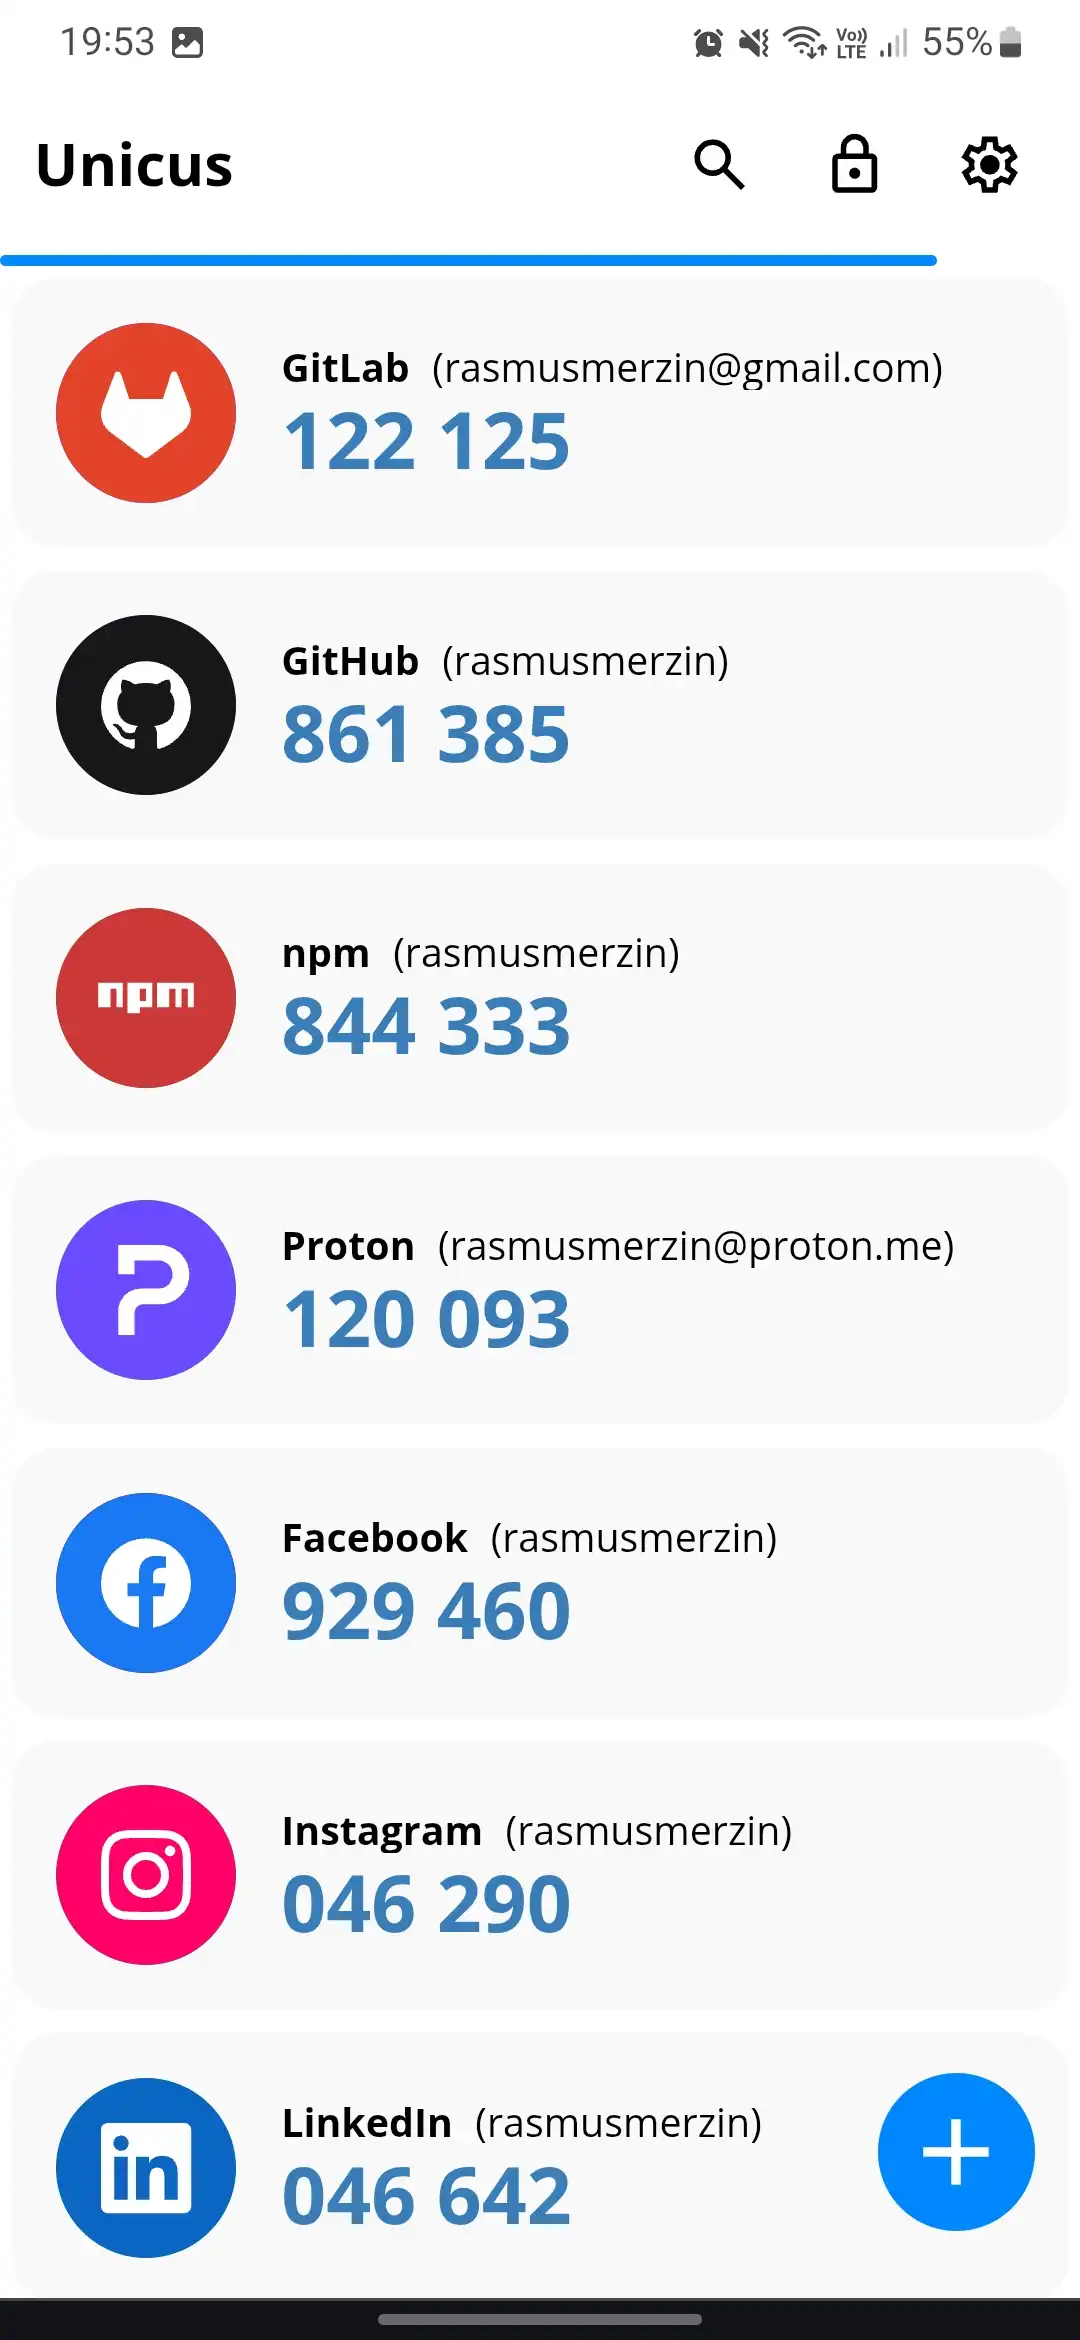 19:53 Vo)) LTE 55%
Unicus
GitLab (rasmusmerzin@gmail.com)
122 125
GitHub (rasmusmerzin)
861 385
npm
npm (rasmusmerzin)
844 333
Proton (rasmusmerzin@proton.me)
120 093
Facebook (rasmusmerzin)
929 460
Instagram (rasmusmerzin)
046 290
in
LinkedIn (rasmusmerzin)
046 642